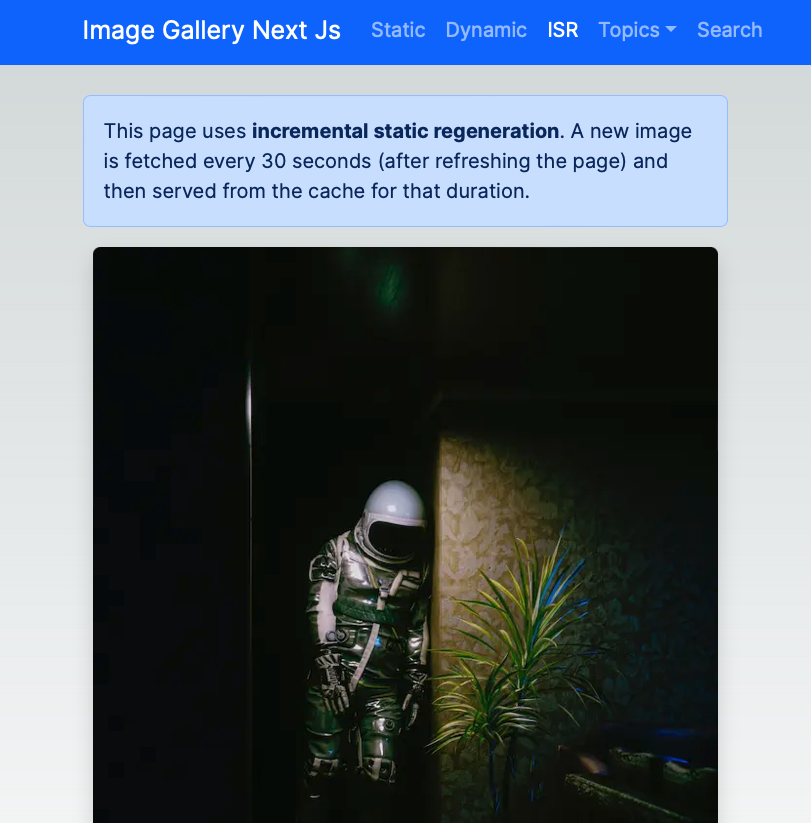 Image Gallery Next Js Static Dynamic ISR Topics Search
This page uses incremental static regeneration. A new image
is fetched every 30 seconds (after refreshing the page) and
then served from the cache for that duration.